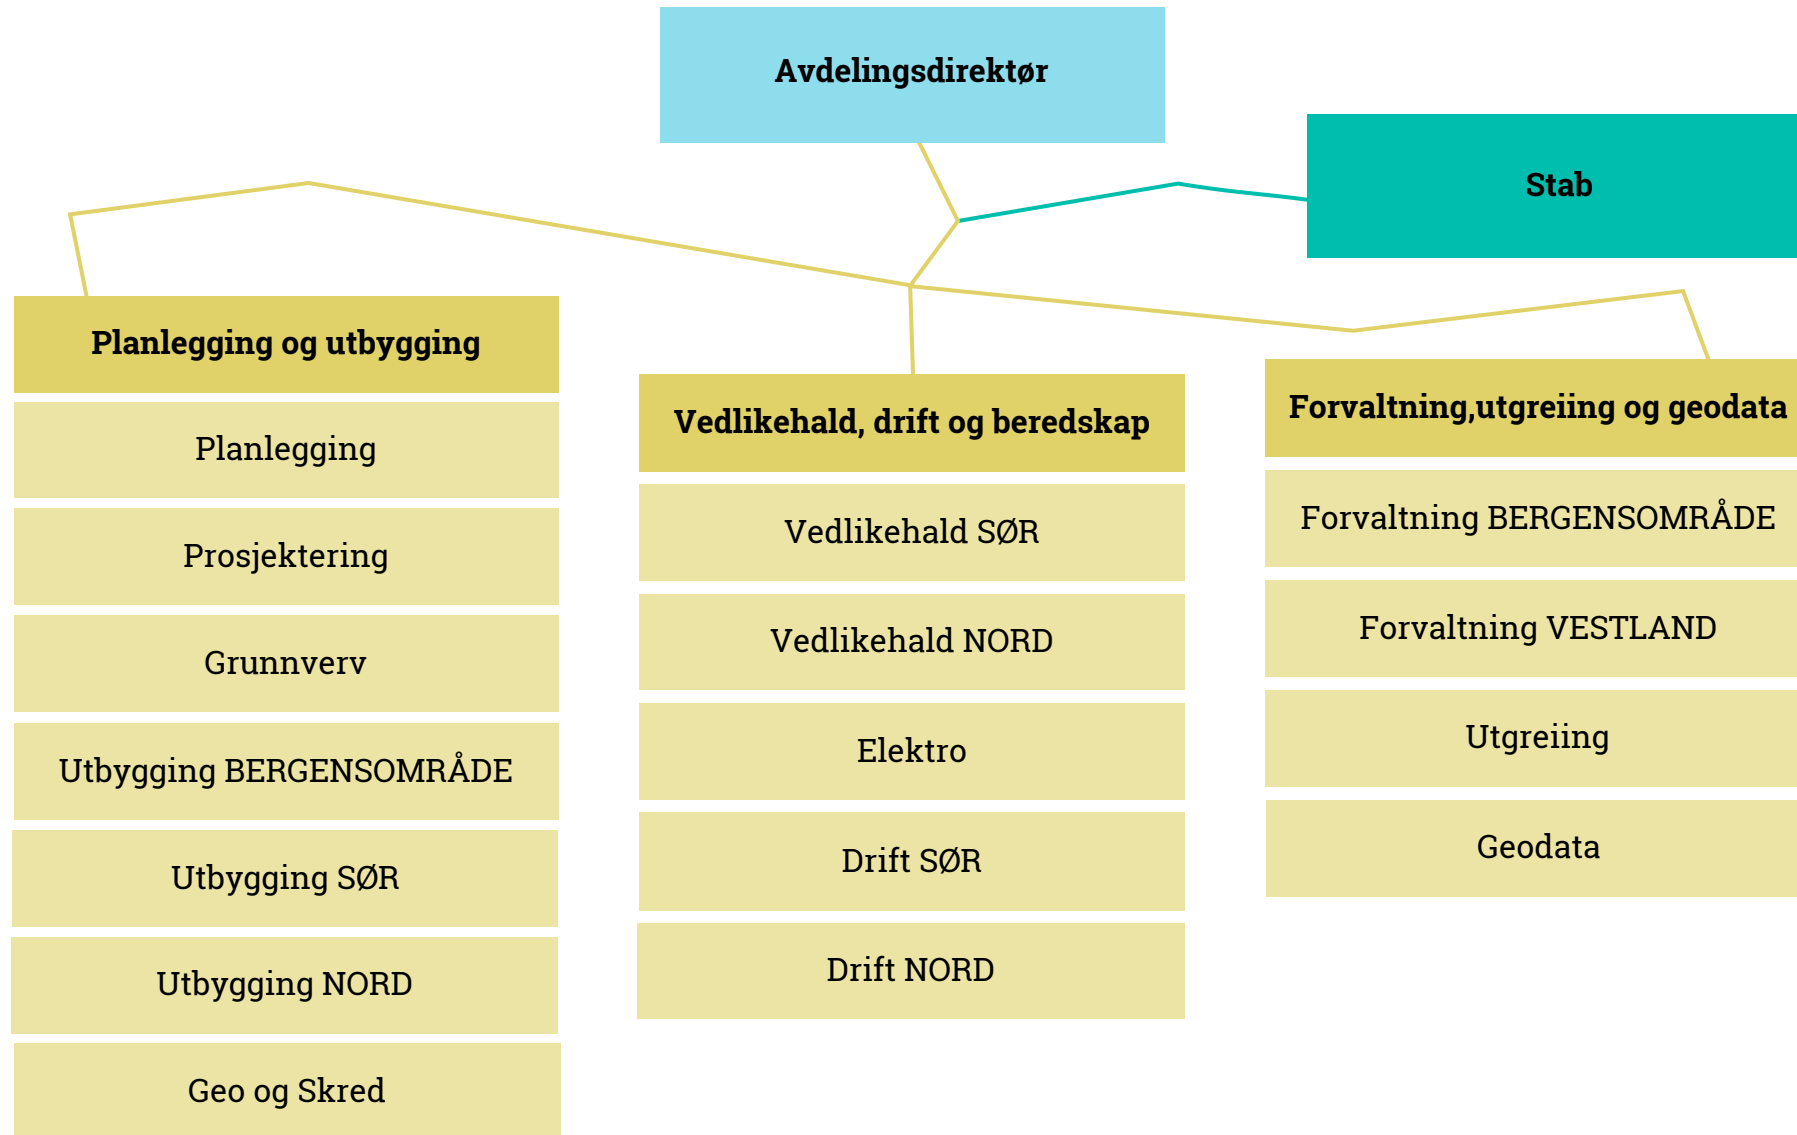 Avdelingsdirektør
Stab
Planlegging og utbygging
Planlegging
Prosjektering
Grunnverv
Utbygging BERGENSOMRÅDE
Utbygging SØR
Utbygging NORD
Geo og Skred
Vedlikehald, drift og beredskap
Vedlikehald SØR
Vedlikehald NORD
Elektro
Drift SØR
Drift NORD
Forvaltning,utgreiing og geodata
Forvaltning BERGENSOMRÅDE
Forvaltning VESTLAND
Utgreiing
Geodata